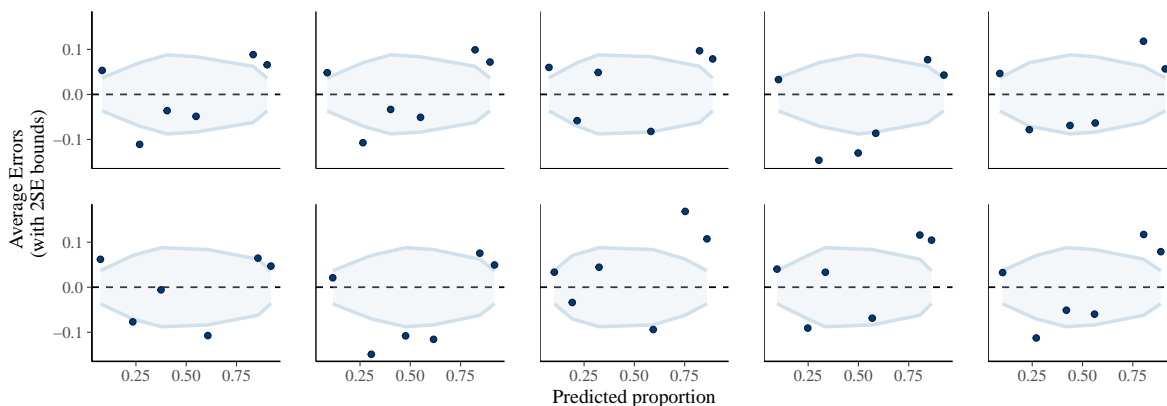 Average Errors
(with 2SE bounds)
0.1
0.0
−0.1
0.1
0.0
−0.1
0.25 0.50 0.75 0.25 0.50 0.75 0.25 0.50 0.75 0.25 0.50 0.75 0.25 0.50 0.75
Predicted proportion